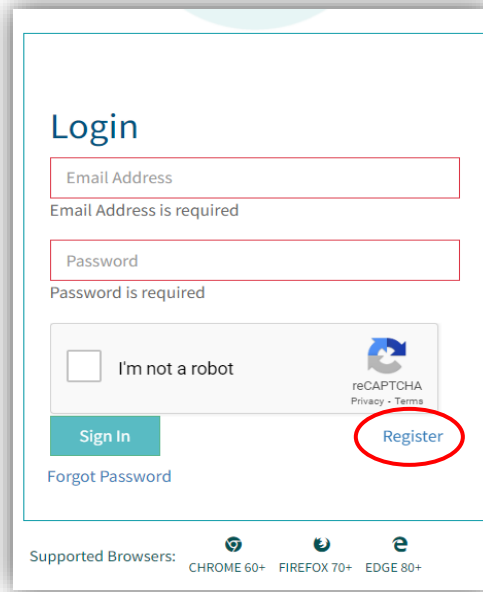 Login
Email Address
Email Address is required
Password
Password is required
I'm not a robot
reCAPTCHA
Privacy - Terms
Sign In
Register
Forgot Password
Supported Browsers:
CHROME 60+ FIREFOX 70+ EDGE 80+